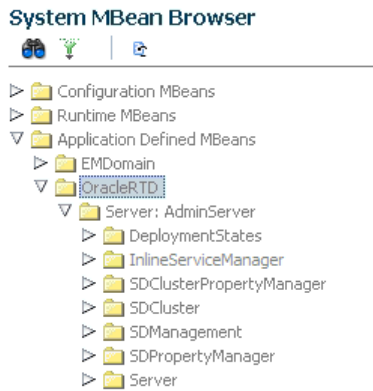 System MBean Browser
Configuration MBeans
Runtime MBeans
Application Defined MBeans
EMDomain
OracleRTD
Server: AdminServer
DeploymentStates
InlineServiceManager
SDClusterPropertyManager
SDCluster
SDManagement
SDPropertyManager
Server